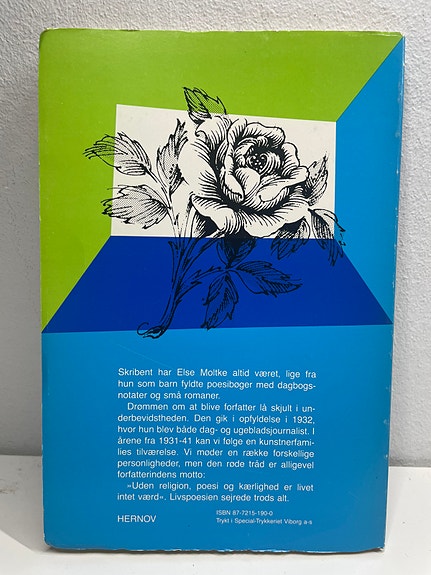 Skribent har Else Moltke altid været, lige fra
hun som barn fyldte poesibøger med dagbogs-
notater og små romaner.
Drømmen om at blive forfatter lå skjult i un-
derbevidstheden. Den gik i opfyldelse i 1932,
hvor hun blev både dag- og ugebladsjournalist. I
årene fra 1931-41 kan vi følge en kunstnerfami-
lies tilværelse. Vi møder en række forskellige
personligheder, men den røde tråd er alligevel
forfatterindens motto:
»Uden religion, poesi og kærlighed er livet
intet værd«. Livspoesien sejrede trods alt.
ISBN 87-7215-190-0
HERNOV
Trykt i Special-Trykkeriet Viborg a-s